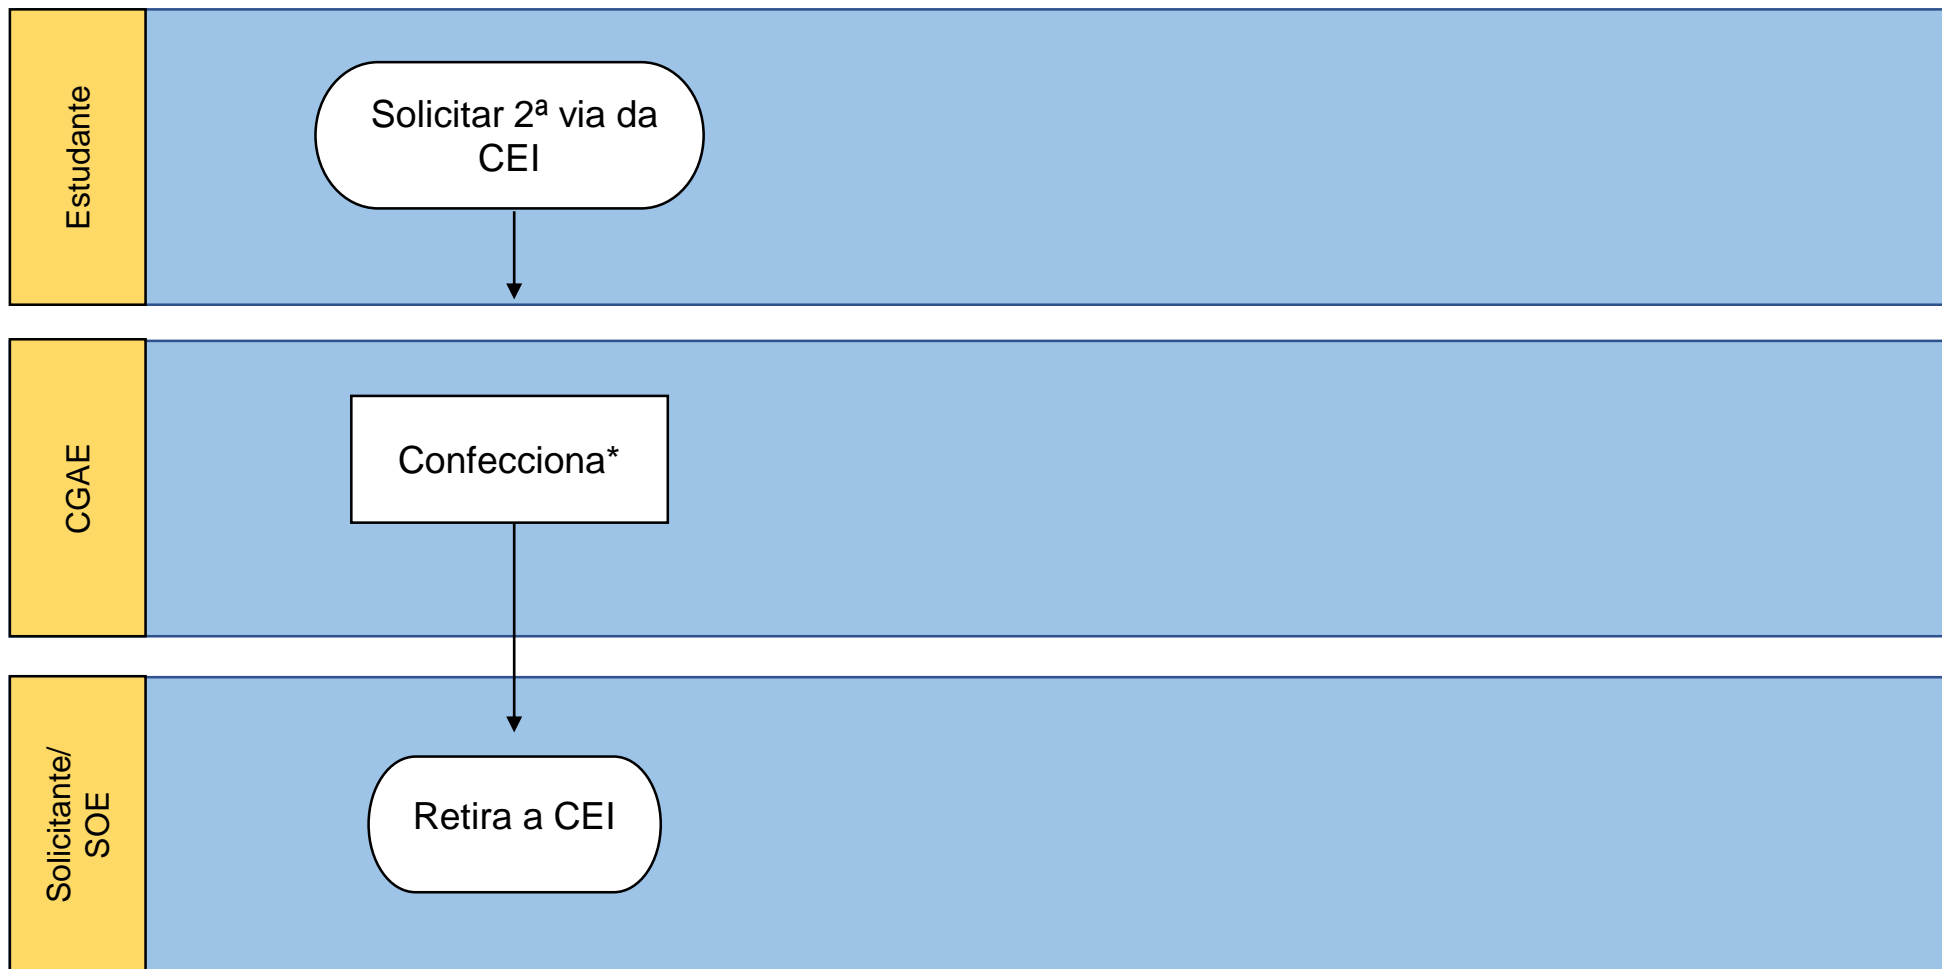 Estudante
Solicitar 2ª via da
CEI
CGAE
Confecciona*
Solicitante/
SOE
Retira a CEI